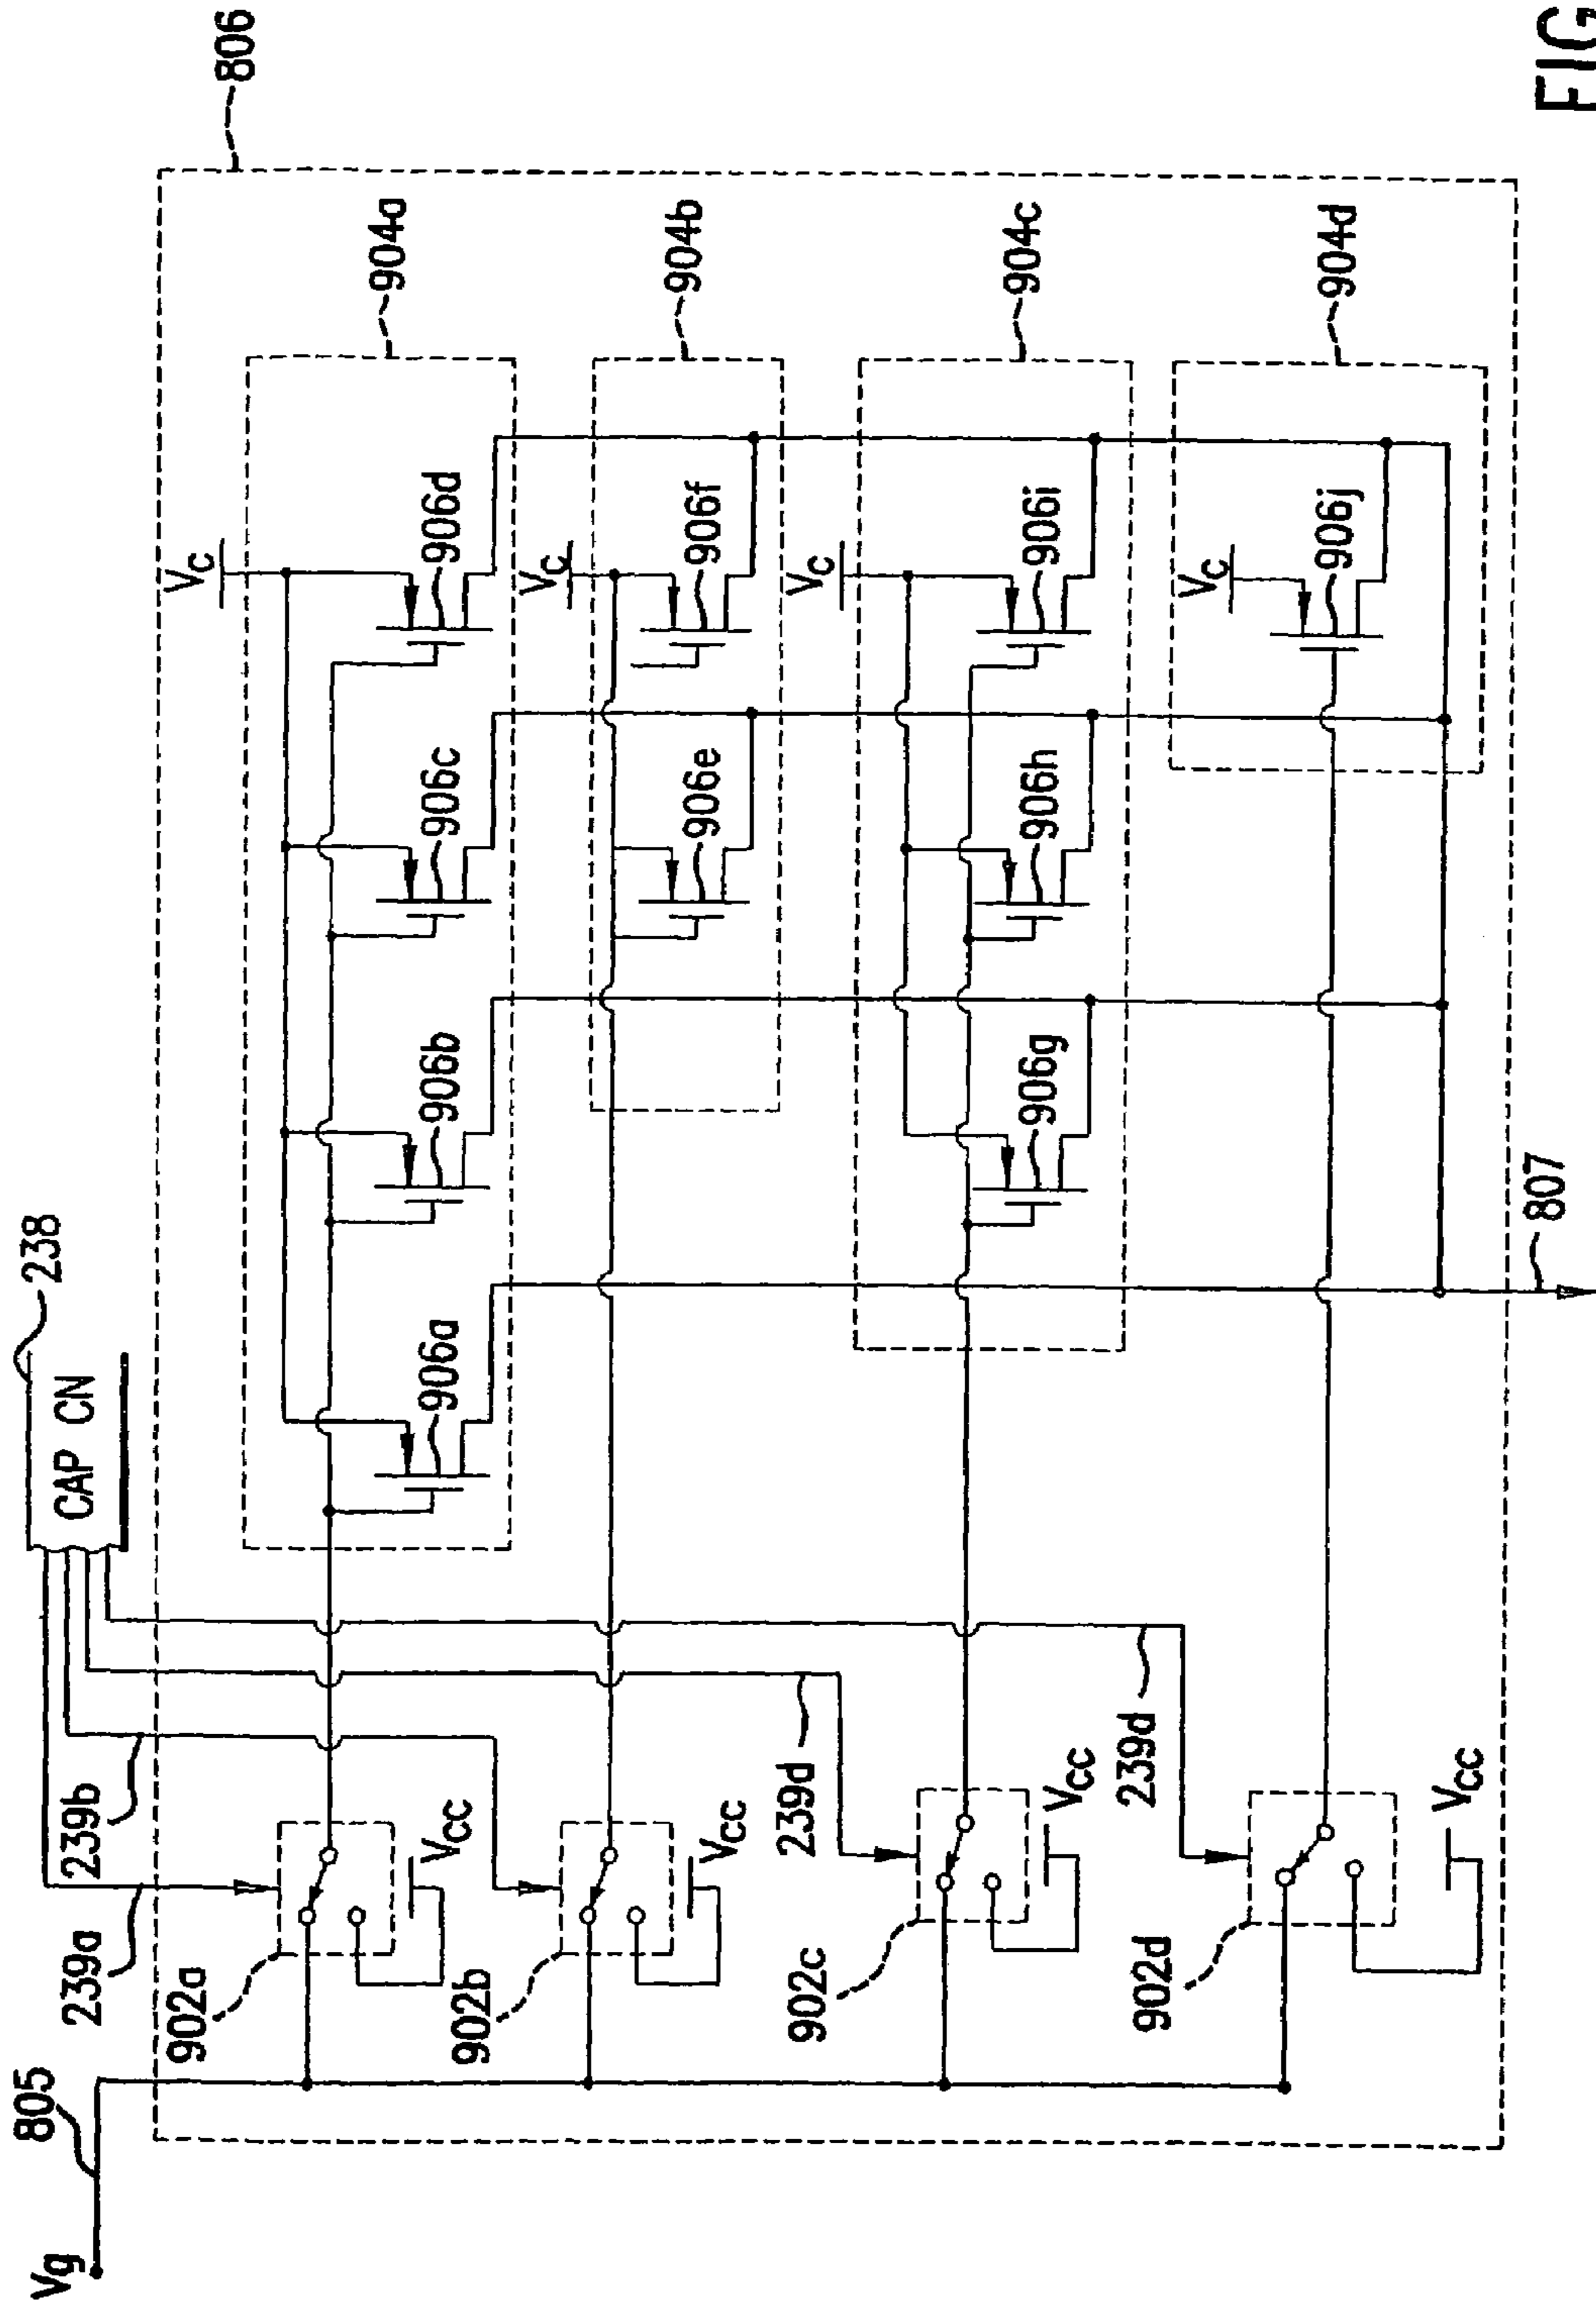 Vg
805
806
238
CAP CN
239a
239b
902a
VCC
902b
VCC
239d
902c
VCC
239d
902d
VCC
VC
904a
906a
906b
906c
906d
VC
904b
906e
906f
VC
904c
906g
906h
906i
VC
904d
906j
807
FIG